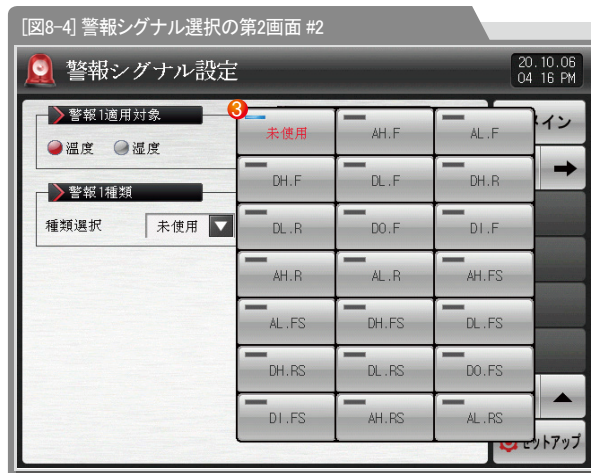 [図8-4] 警報シグナル選択の第2画面 #2
警報シグナル設定
20.10.06
04 16 PM
警報1適用対象
温度 湿度
警報1種類
種類選択 未使用
3
未使用 AH.F AL.F
DH.F DL.F DH.R
DL.R DO.F DI.F
AH.R AL.R AH.FS
AL.FS DH.FS DL.FS
DH.RS DL.RS DO.FS
DI.FS AH.RS AL.RS
イン
セットアップ